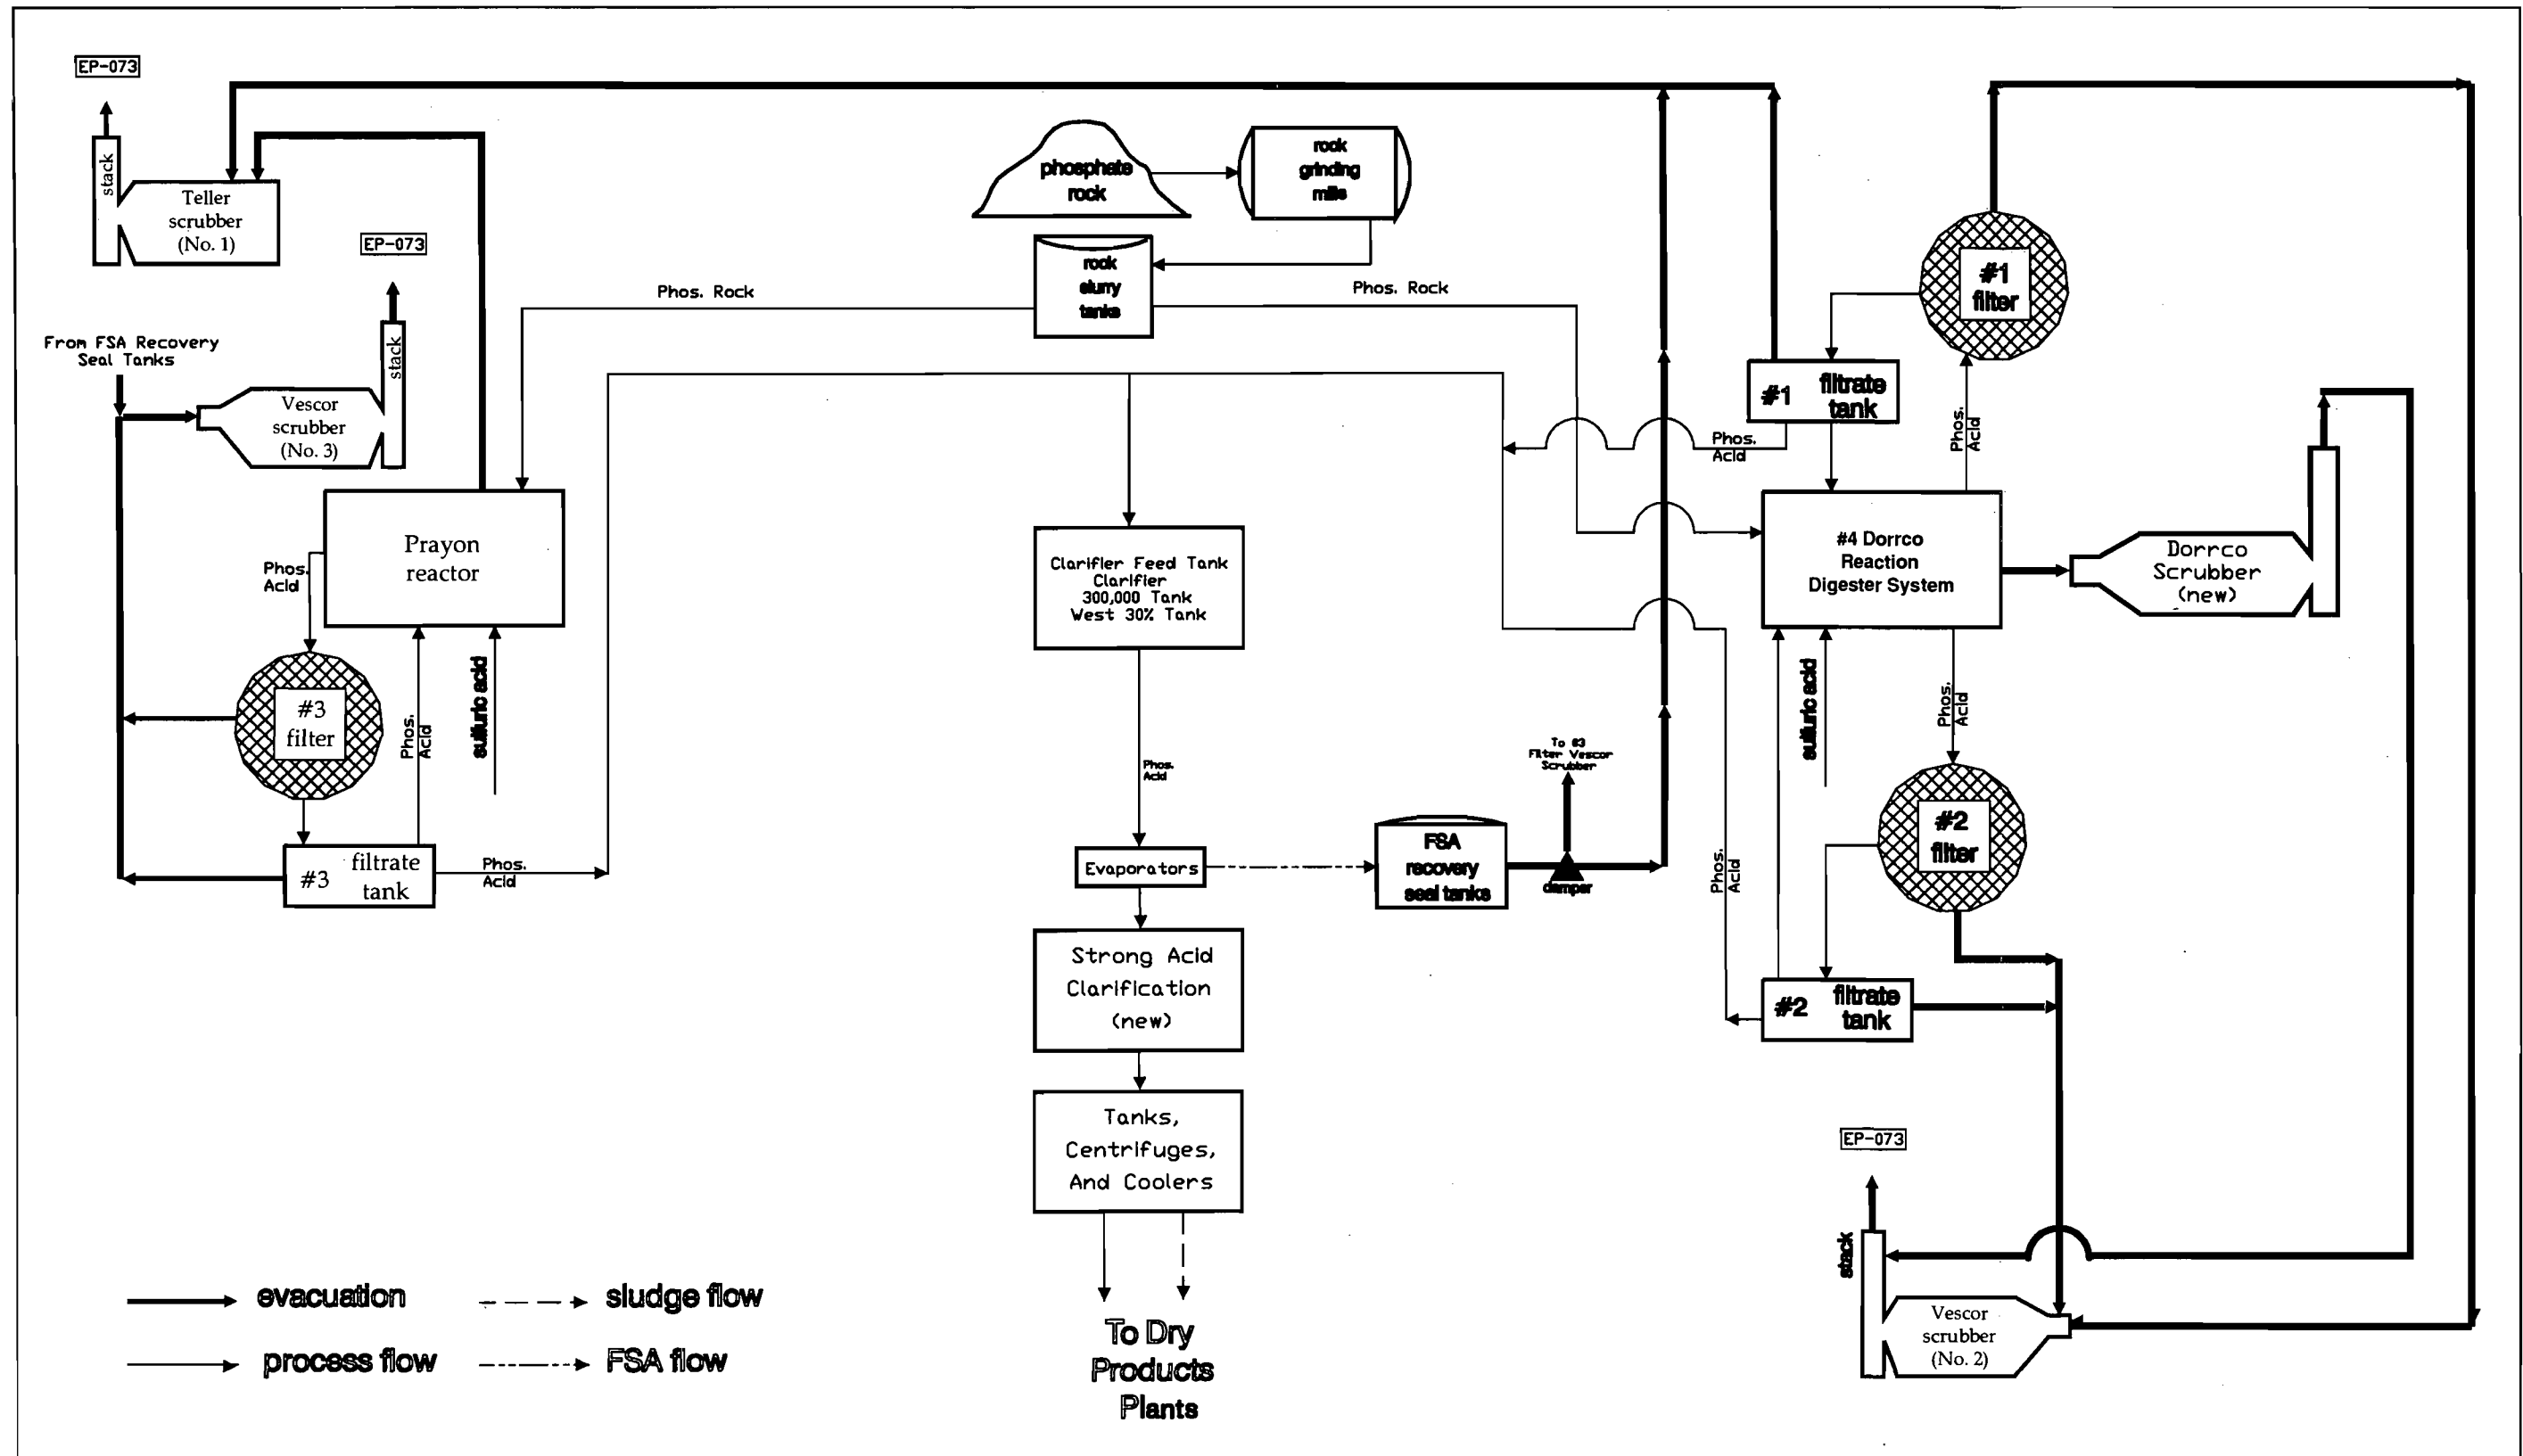 EP-073
stack
Teller
scrubber
(No. 1)
EP-073
stack
From FSA Recovery
Seal Tanks
Vescor
scrubber
(No. 3)
phosphate
rock
rock
grinding
mills
rock
slurry
tanks
Phos. Rock
Phos. Rock
#1
filter
#1 filtrate
tank
Phos.
Acid
Phos.
Acid
Prayon
reactor
Phos.
Acid
Clarifier Feed Tank
Clarifier
300,000 Tank
West 30% Tank
#4 Dorrco
Reaction
Digester System
Dorrco
Scrubber
(new)
#3
filter
Phos.
Acid
sulfuric acid
sulfuric acid
Phos.
Acid
Phos.
Acid
To #3
Filter Vescor
Scrubber
#2
filter
#3 filtrate
tank
Phos.
Acid
Evaporators
FSA
recovery
seal tanks
damper
Phos.
Acid
Strong Acid
Clarification
(new)
#2 filtrate
tank
Tanks,
Centrifuges,
And Coolers
EP-073
stack
Vescor
scrubber
(No. 2)
evacuation
sludge flow
process flow
FSA flow
To Dry
Products
Plants